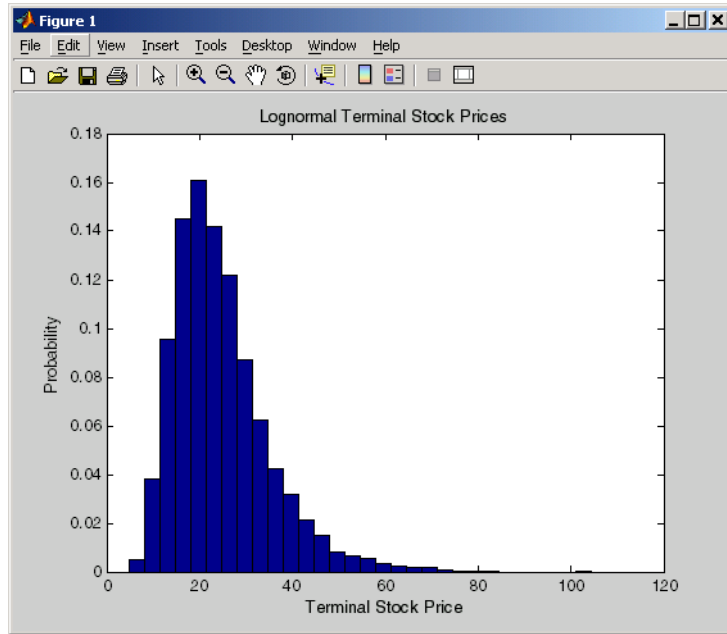 Figure 1
File Edit View Insert Tools Desktop Window Help
Lognormal Terminal Stock Prices
0.18
0.16
0.14
0.12
0.1
0.08
0.06
0.04
0.02
0
Probability
0 20 40 60 80 100 120
Terminal Stock Price